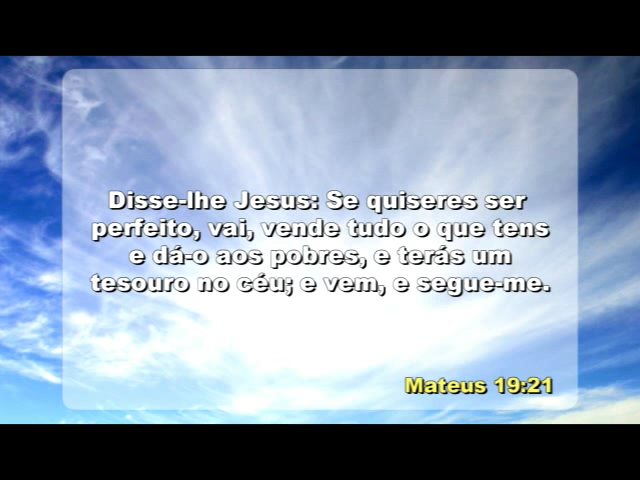 Disse-lhe Jesus: Se quiseres ser
perfeito, vai, vende tudo o que tens
e dá-o aos pobres, e terás um
tesouro no céu; e vem, e segue-me.
Mateus 19:21